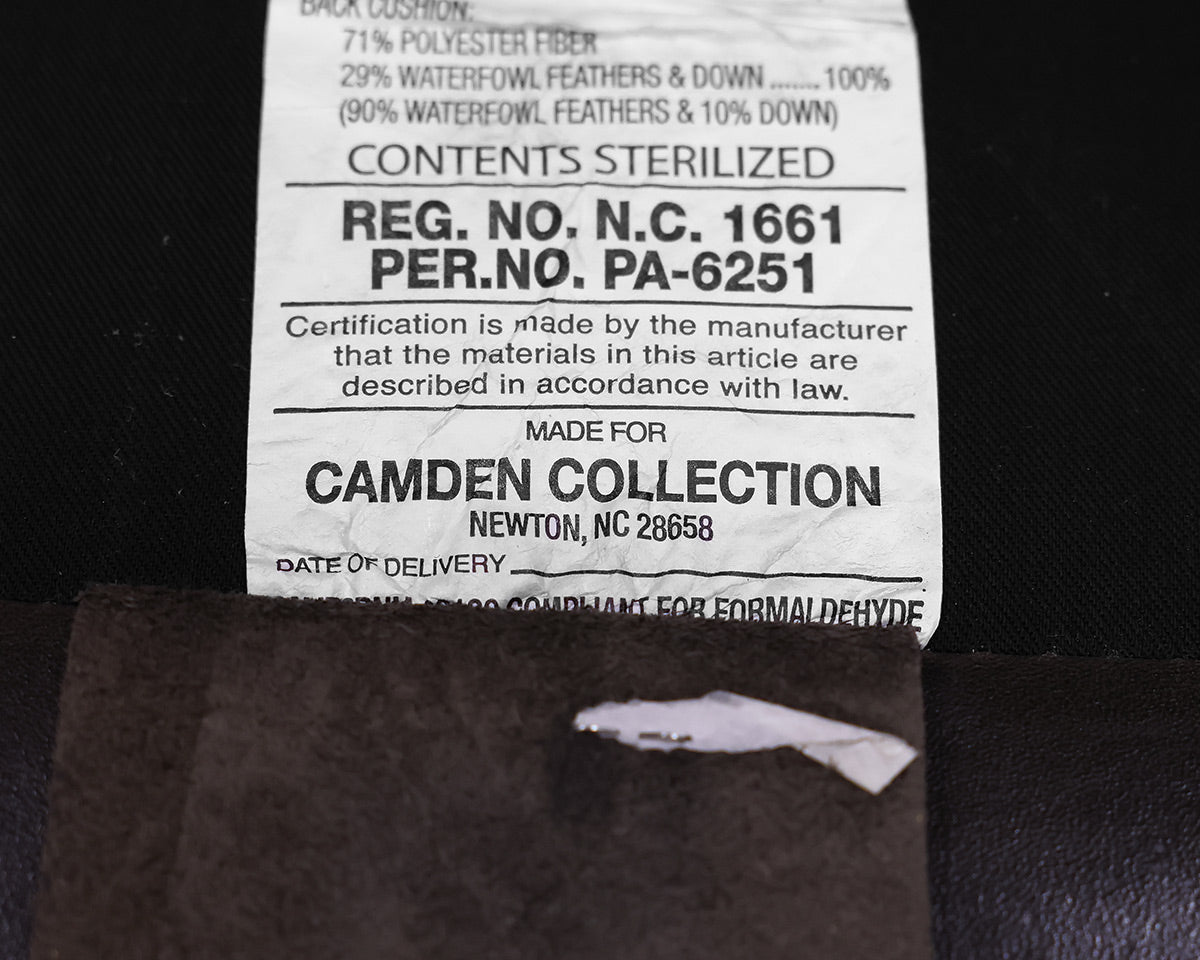 BACK CUSHION:
71% POLYESTER FIBER
29% WATERFOWL FEATHERS & DOWN ....... 100%
(90% WATERFOWL FEATHERS & 10% DOWN)
CONTENTS STERILIZED
REG. NO. N.C. 1661
PER.NO. PA-6251
Certification is made by the manufacturer
that the materials in this article are
described in accordance with law.
MADE FOR
CAMDEN COLLECTION
NEWTON, NC 28658
DATE OF DELIVERY
CALIFORNIA COMPLIANT FOR FORMALDEHYDE